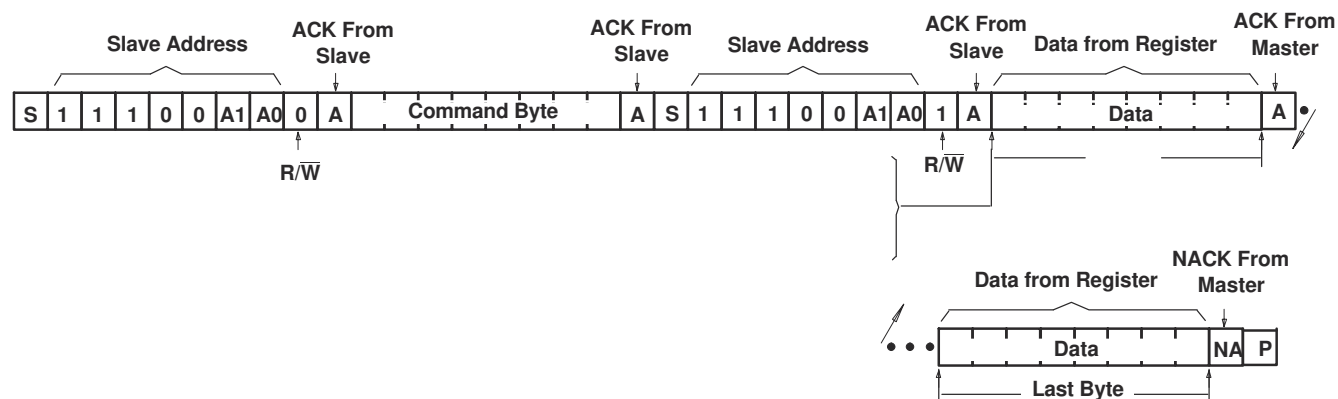 Slave Address
ACK From
Slave
ACK From
Slave
Slave Address
ACK From
Slave
Data from Register
ACK From
Master
S 1 1 1 0 0 A1 A0 0 A Command Byte A S 1 1 1 0 0 A1 A0 1 A Data A
R/W̅
R/W̅
Data from Register
NACK From
Master
Data NA P
Last Byte